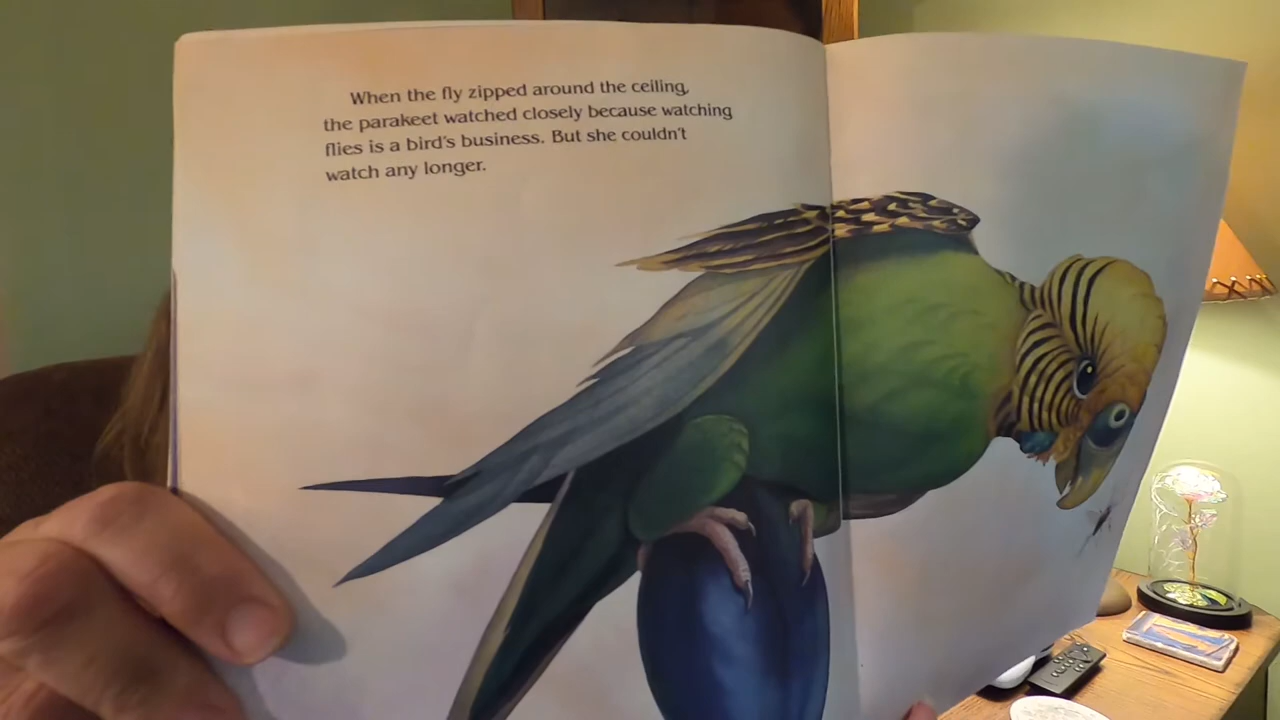 When the fly zipped around the ceiling,
the parakeet watched closely because watching
flies is a bird's business. But she couldn't
watch any longer.